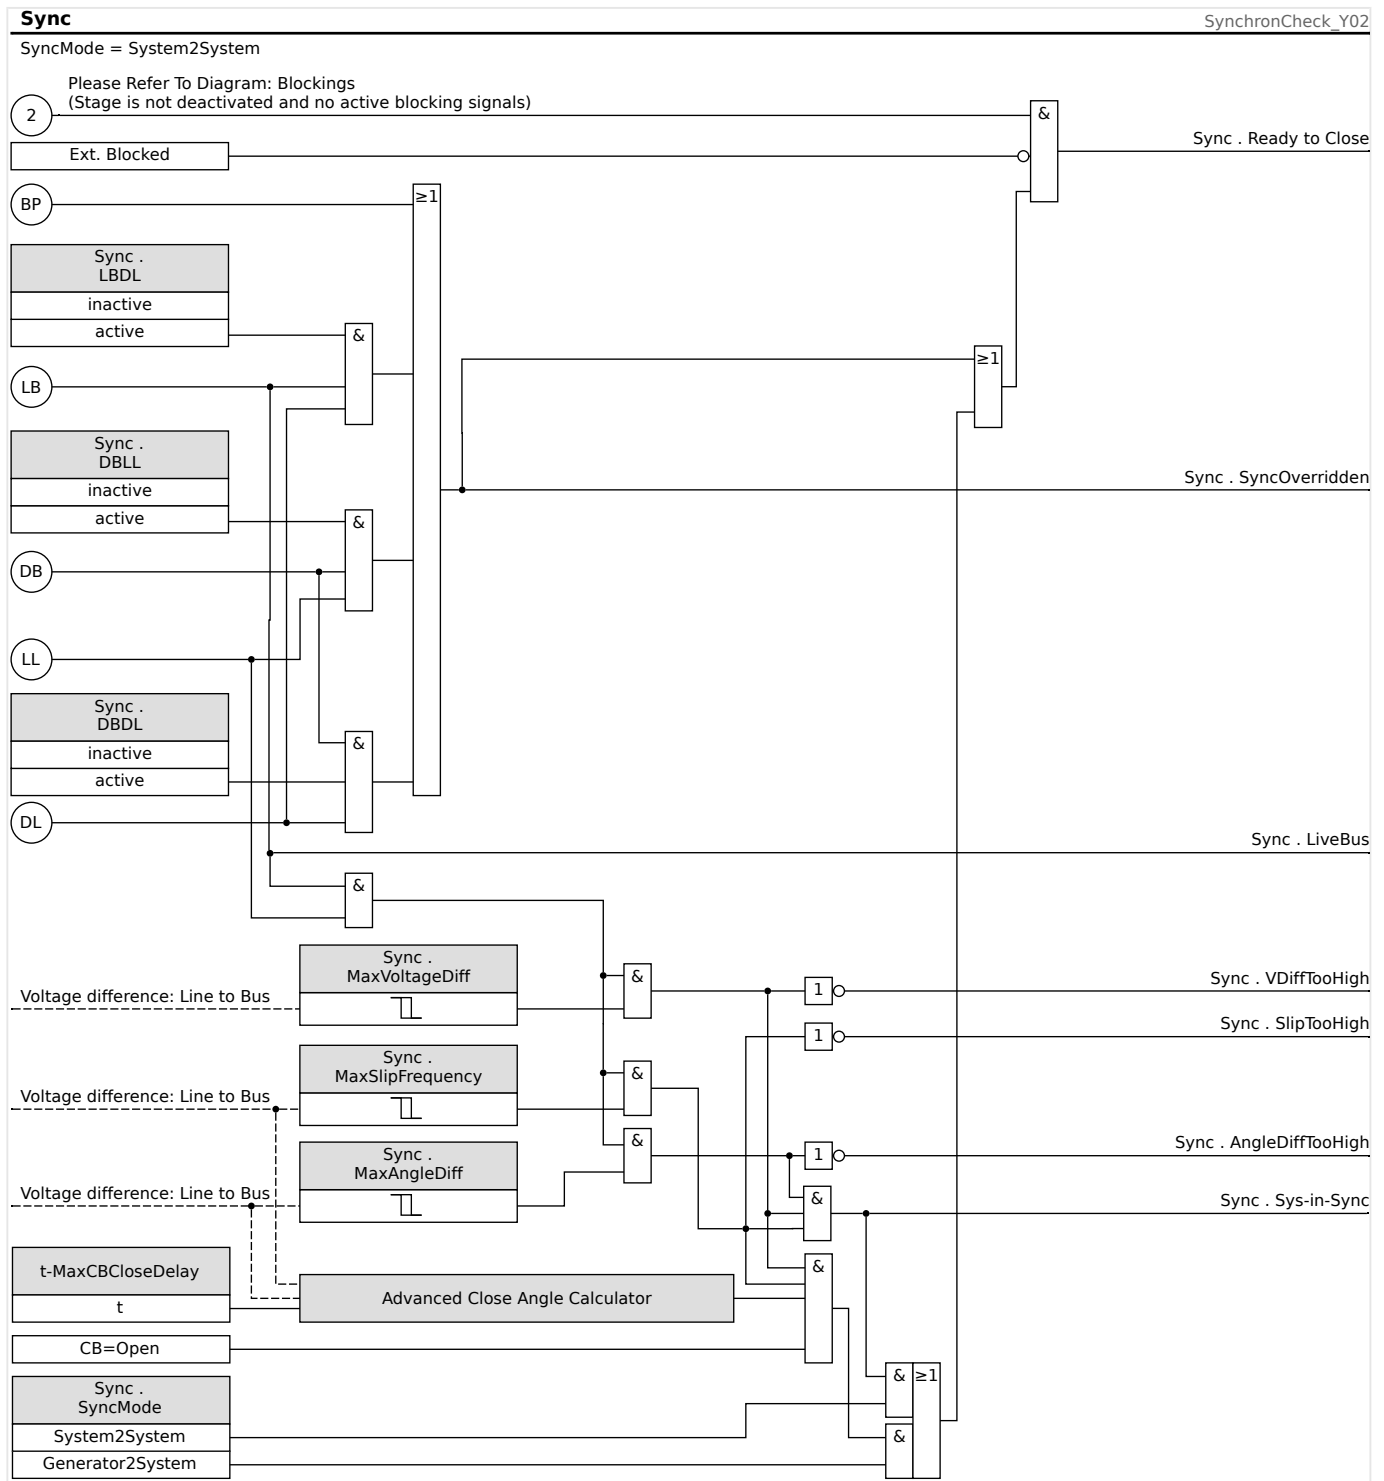 Sync
SynchronCheck_Y02
SyncMode = System2System
Please Refer To Diagram: Blockings
(Stage is not deactivated and no active blocking signals)
2
&
Sync . Ready to Close
Ext. Blocked
BP
≥1
Sync .
LBDL
inactive
active
&
≥1
LB
Sync .
DBLL
inactive
active
&
Sync . SyncOverridden
DB
LL
Sync .
DBDL
inactive
active
&
DL
Sync . LiveBus
&
Sync .
MaxVoltageDiff
Voltage difference: Line to Bus
&
1
Sync . VDiffTooHigh
1
Sync . SlipTooHigh
Sync .
MaxSlipFrequency
Voltage difference: Line to Bus
&
&
Sync .
MaxAngleDiff
Voltage difference: Line to Bus
1
Sync . AngleDiffTooHigh
&
Sync . Sys-in-Sync
t-MaxCBCloseDelay
t
Advanced Close Angle Calculator
&
CB=Open
& ≥1
Sync .
SyncMode
System2System
&
Generator2System